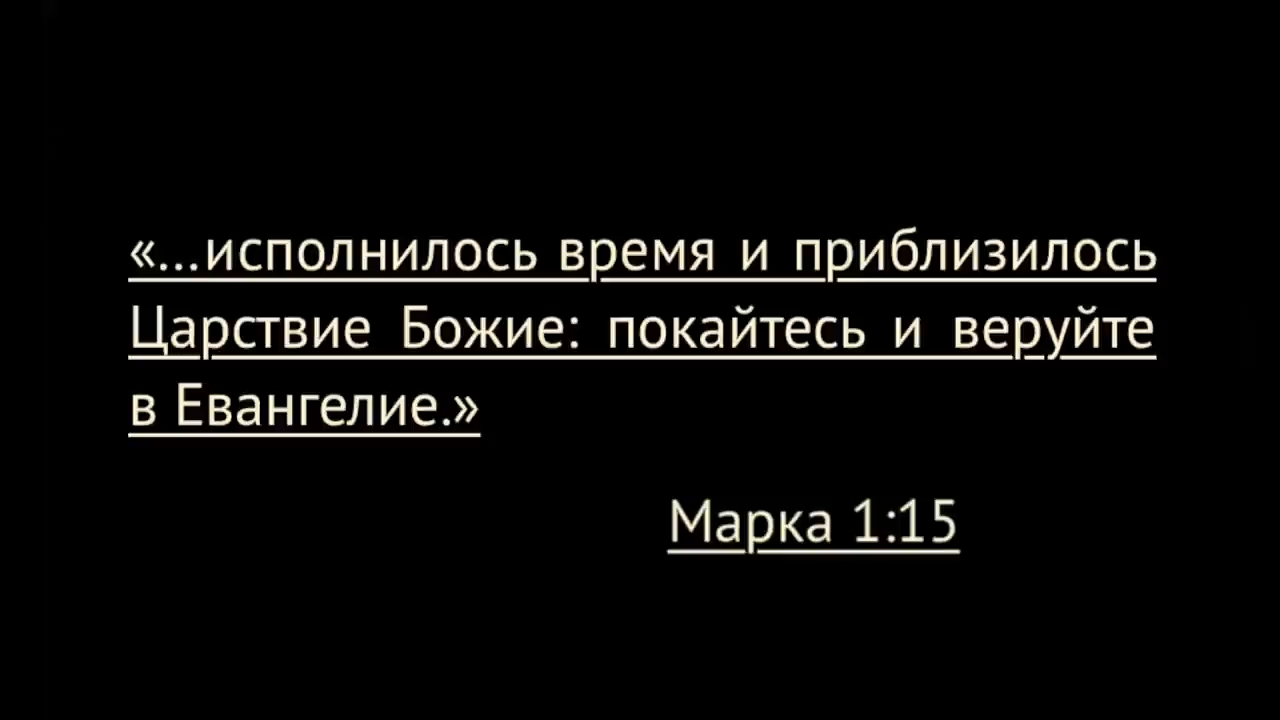 «...исполнилось время и приблизилось
Царствие Божие: покайтесь и веруйте
в Евангелие.»
Марка 1:15